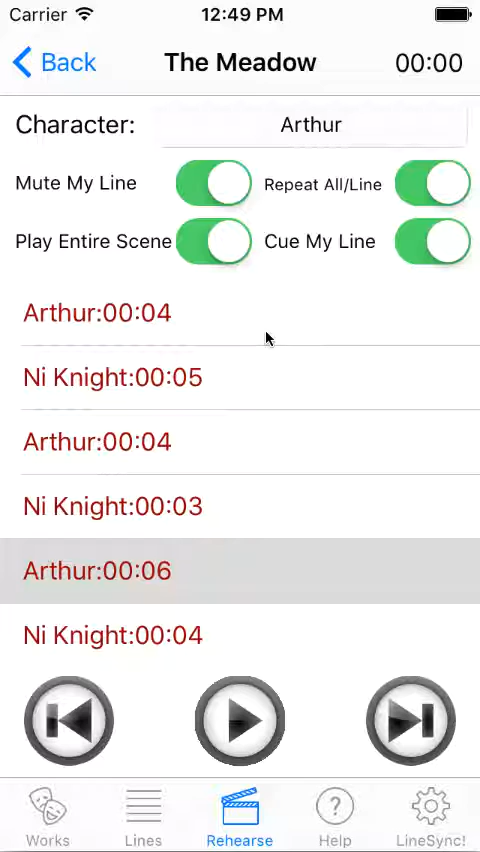 Carrier 12:49 PM
Back The Meadow 00:00
Character: Arthur
Mute My Line Repeat All/Line
Play Entire Scene Cue My Line
Arthur:00:04
Ni Knight:00:05
Arthur:00:04
Ni Knight:00:03
Arthur:00:06
Ni Knight:00:04
Works Lines Rehearse Help LineSync!